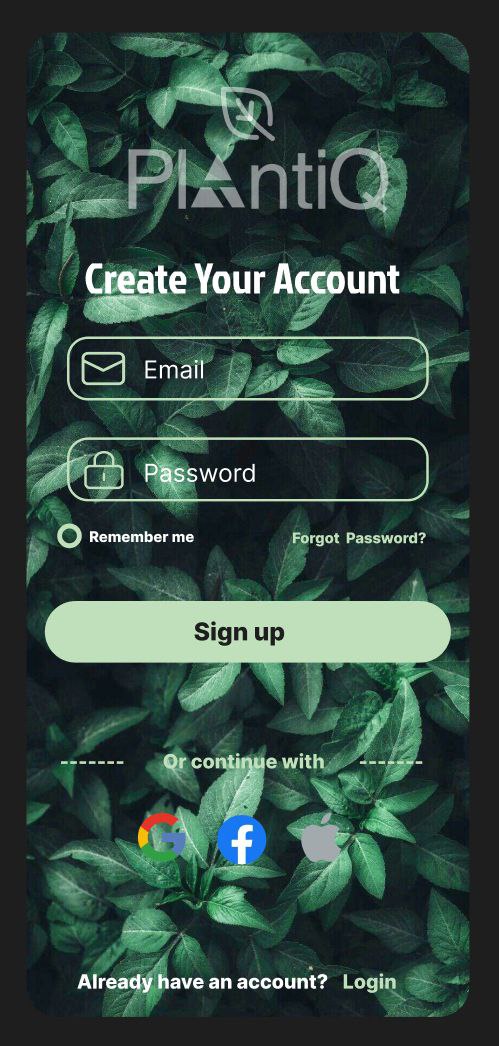 PlAntiQ
Create Your Account
Email
Password
Remember me Forgot Password?
Sign up
------- Or continue with -------
Already have an account? Login